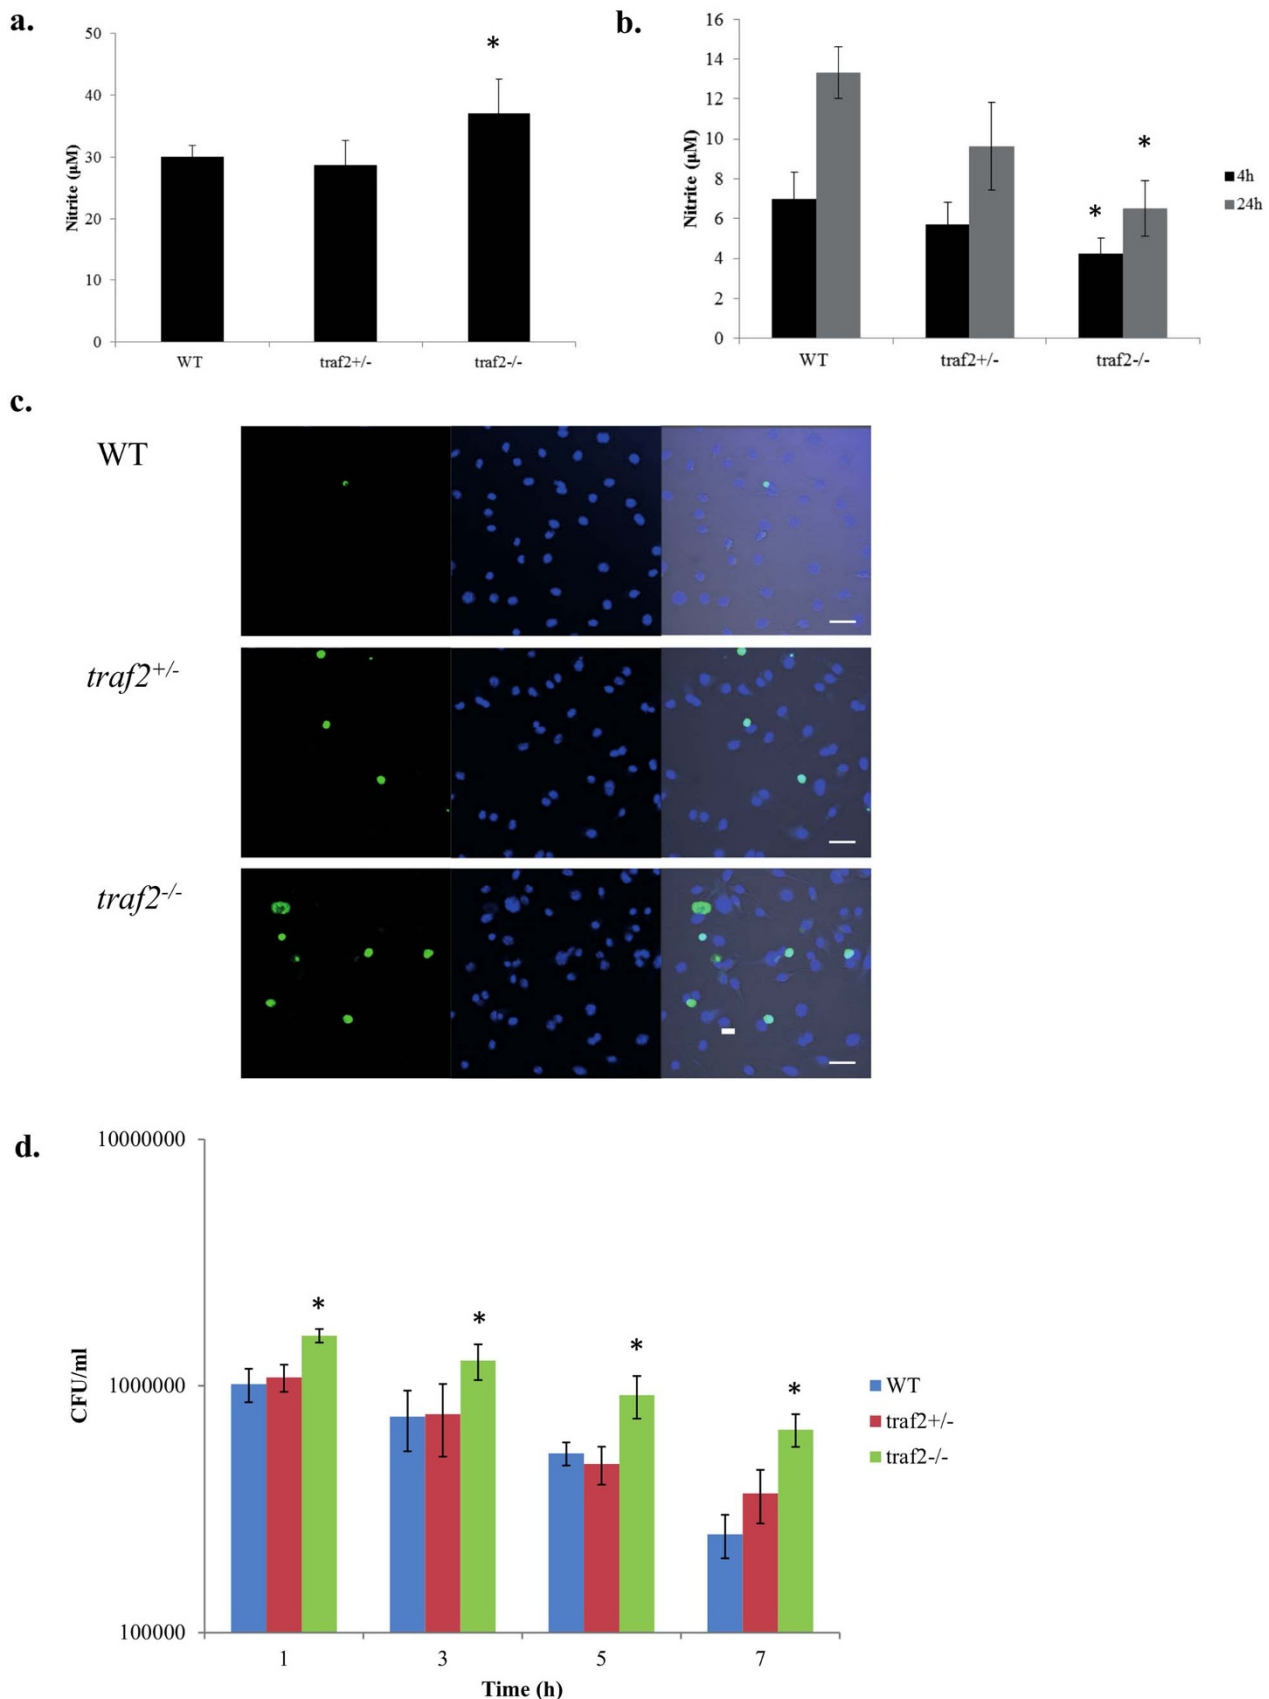 a.
50
40
30
20
10
0
Nitrite (µM)
*
WT
traf2+/-
traf2-/-
b.
16
14
12
10
8
6
4
2
0
Nitrite (µM)
*
*
WT
traf2+/-
traf2-/-
4h
24h
c.
WT
traf2+/-
traf2-/-
d.
10000000
1000000
100000
CFU/ml
*
*
*
*
1
3
5
7
Time (h)
WT
traf2+/-
traf2-/-